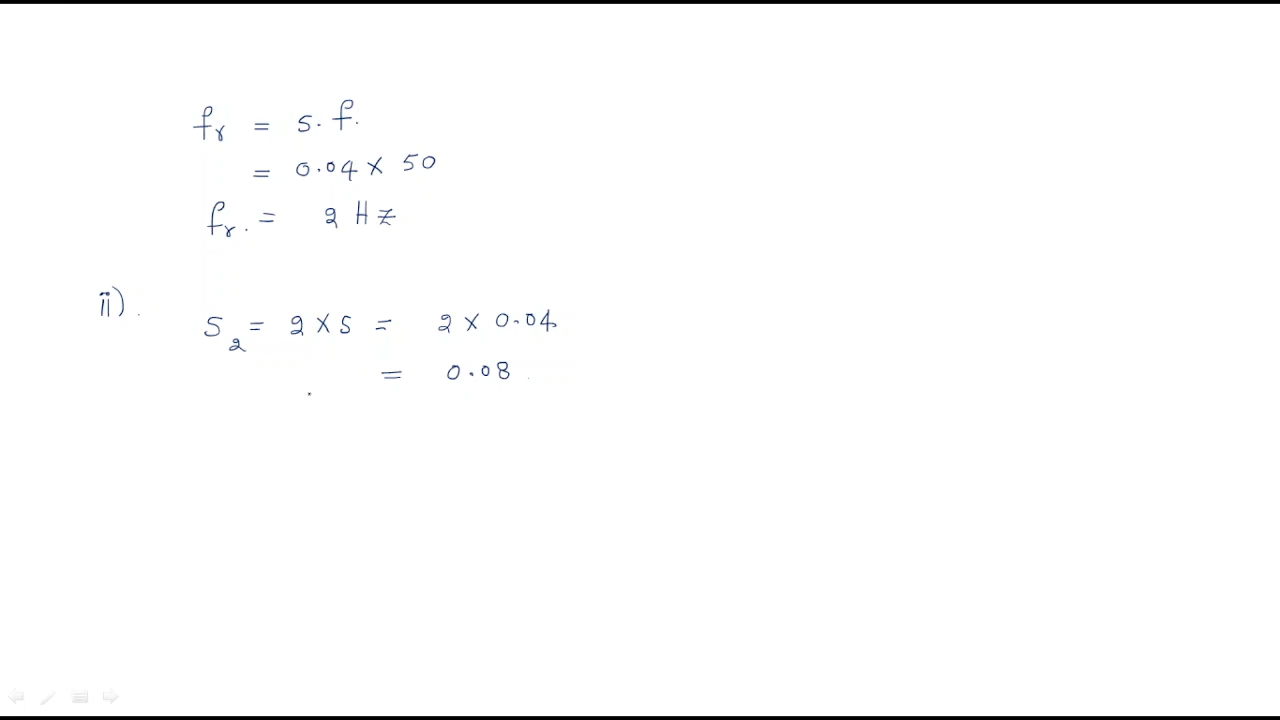 fr = s. f.
= 0.04 × 50
fr. = 2 Hz
ii).
S2 = 2 × s = 2 × 0.04
= 0.08